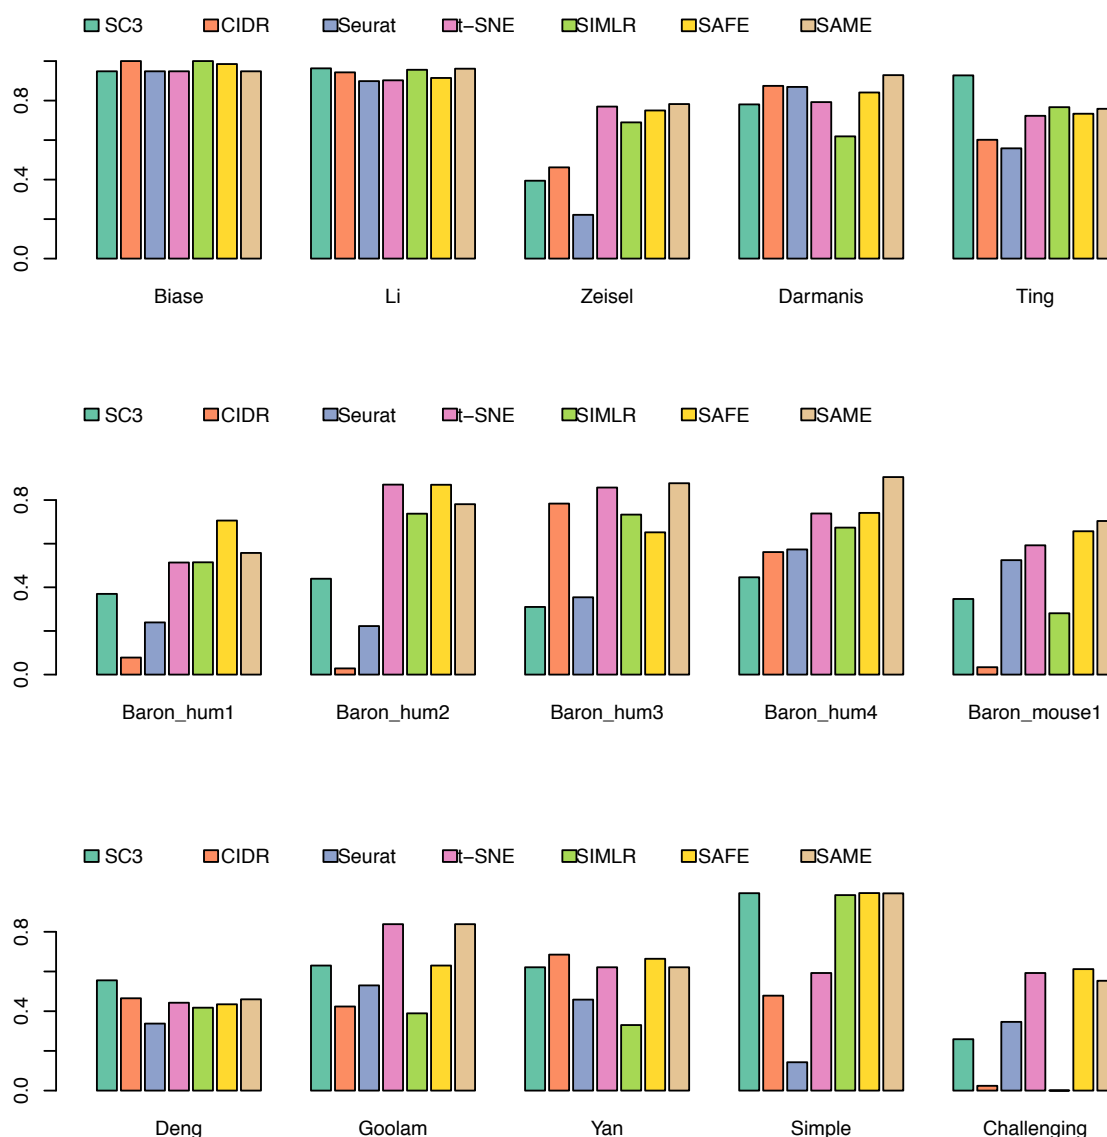 SC3 CIDR Seurat t−SNE SIMLR SAFE SAME
0.8
0.4
0.0
Biase Li Zeisel Darmanis Ting
SC3 CIDR Seurat t−SNE SIMLR SAFE SAME
0.8
0.4
0.0
Baron_hum1 Baron_hum2 Baron_hum3 Baron_hum4 Baron_mouse1
SC3 CIDR Seurat t−SNE SIMLR SAFE SAME
0.8
0.4
0.0
Deng Goolam Yan Simple Challenging